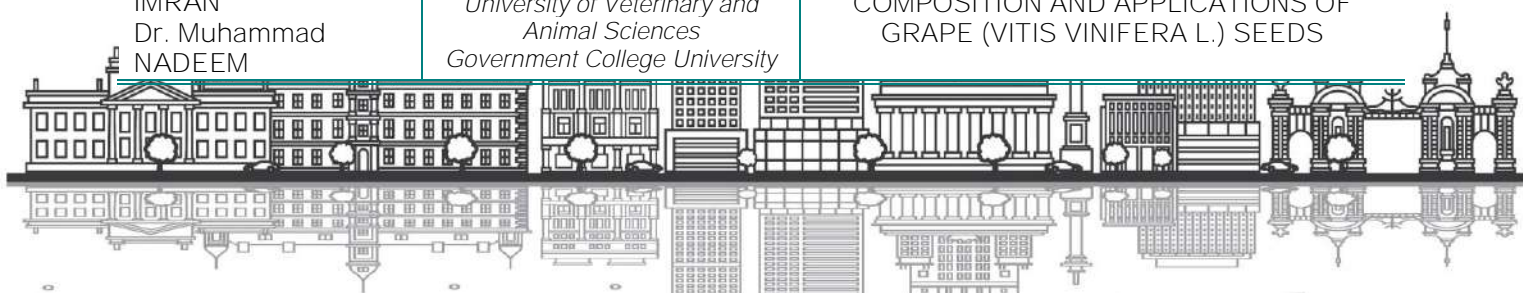 IMRAN
Dr. Muhammad
NADEEM
University of Veterinary and
Animal Sciences
Government College University
COMPOSITION AND APPLICATIONS OF
GRAPE (VITIS VINIFERA L.) SEEDS